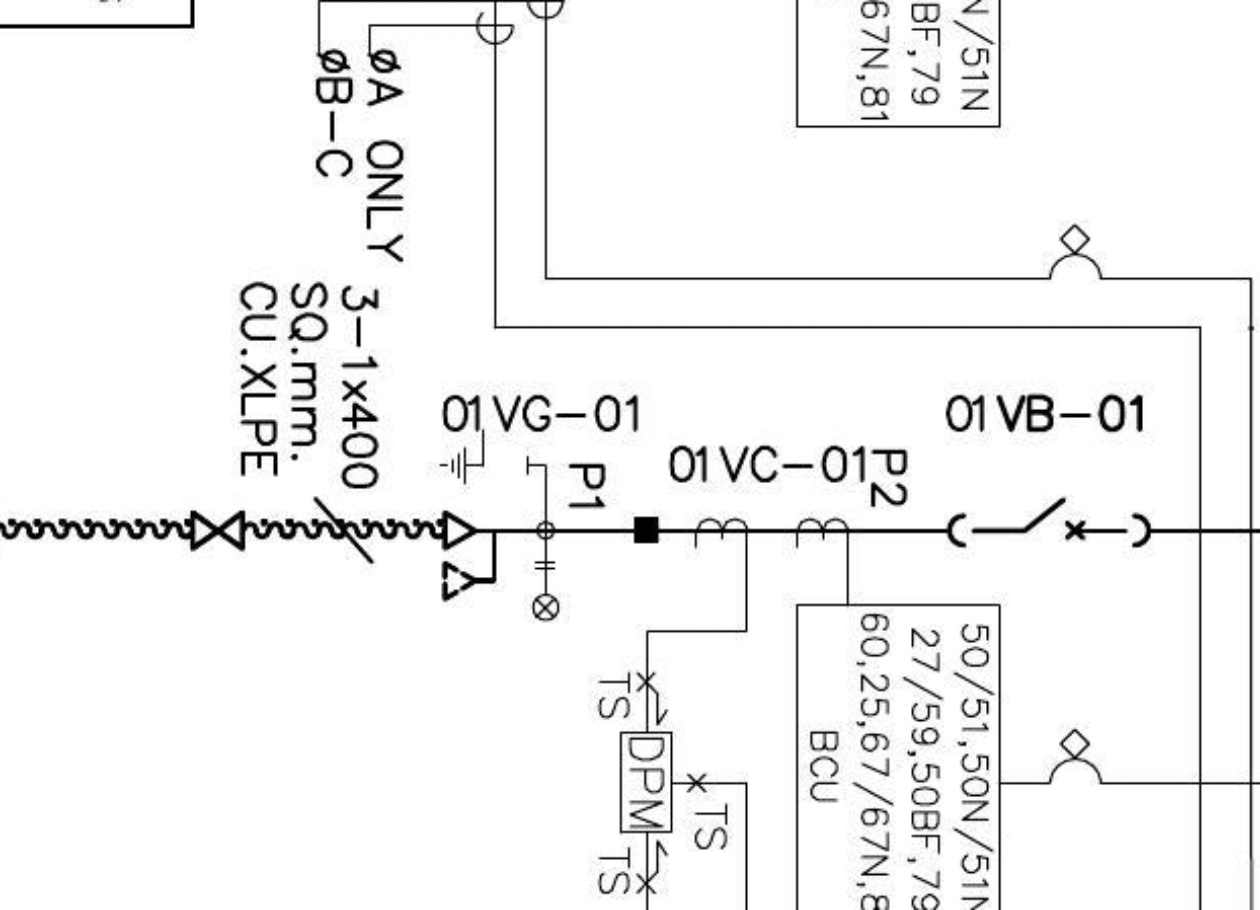 N/51N
BF,79
67N,81
ØA ONLY
ØB-C
3-1x400
SQ.mm.
CU.XLPE
01VG-01
P1
01VC-01
P2
01VB-01
TS
DPM
TS
TS
50/51,50N/51N
27/59,50BF,79
60,25,67/67N,8
BCU